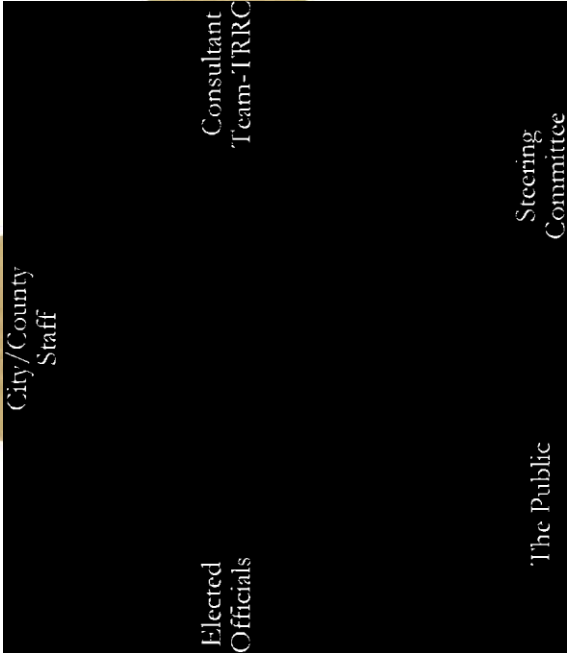 City/County
Staff
Elected
Officials
Consultant
Team-TRRC
The Public
Steering
Committee